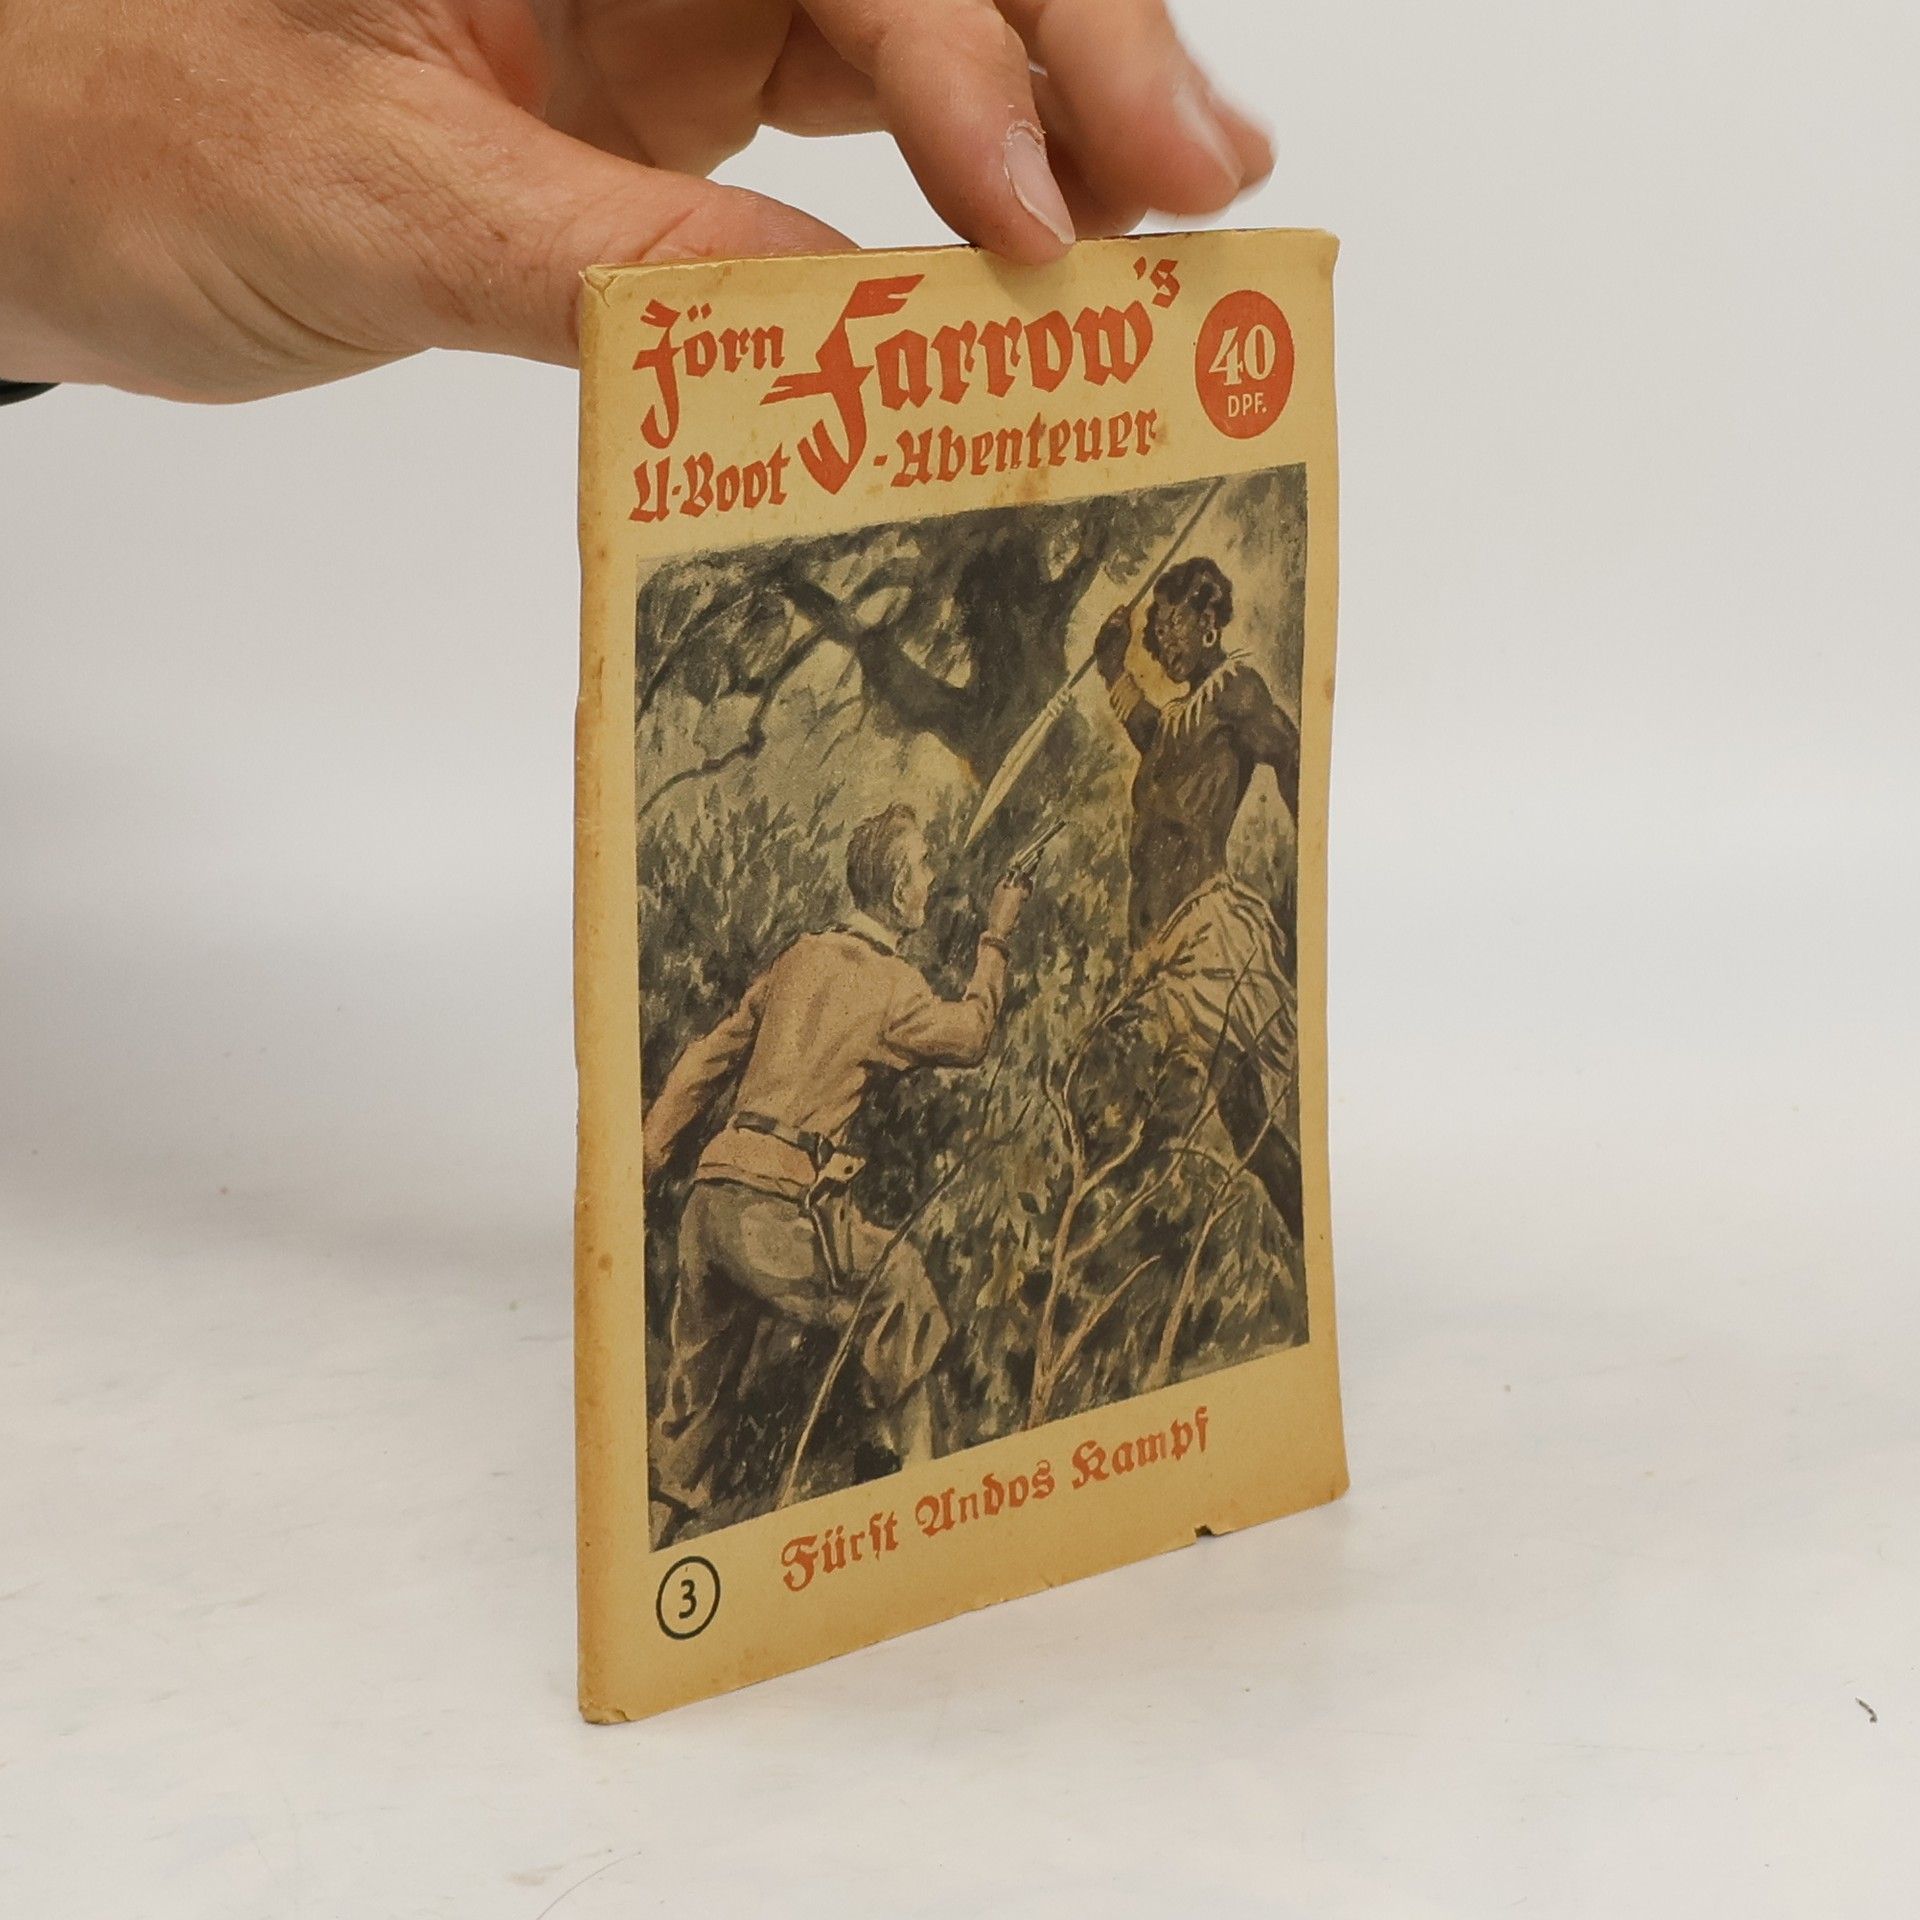 Jörn Farrow's
U-Boot-Abenteuer
40
DPF.
Fürst Andos Kampf
3